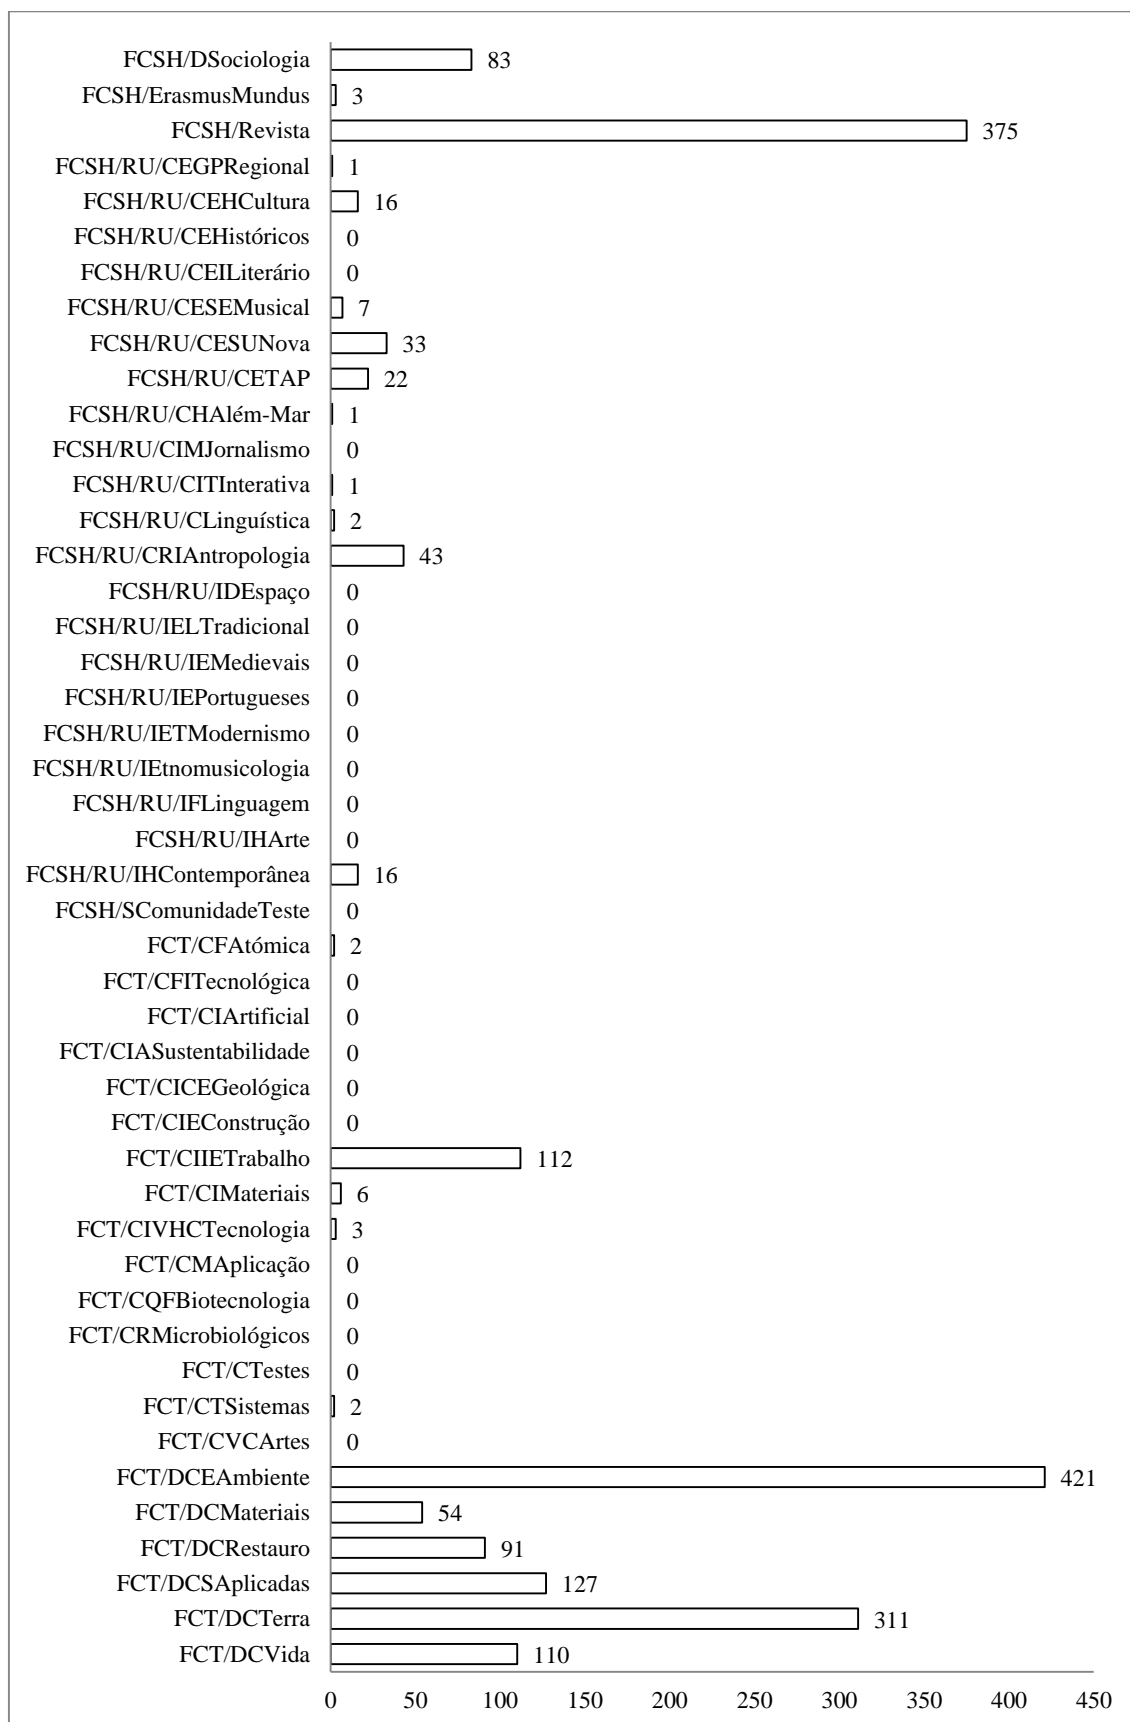 FCSH/DSociologia 83
FCSH/ErasmusMundus 3
FCSH/Revista 375
FCSH/RU/CEGPRegional 1
FCSH/RU/CEHCultura 16
FCSH/RU/CEHistóricos 0
FCSH/RU/CEILiterário 0
FCSH/RU/CESEMusical 7
FCSH/RU/CESUNova 33
FCSH/RU/CETAP 22
FCSH/RU/CHAlém-Mar 1
FCSH/RU/CIMJornalismo 0
FCSH/RU/CITInterativa 1
FCSH/RU/CLinguística 2
FCSH/RU/CRIAntropologia 43
FCSH/RU/IDEspaço 0
FCSH/RU/IELTradicional 0
FCSH/RU/IEMedievais 0
FCSH/RU/IEPortugueses 0
FCSH/RU/IETModernismo 0
FCSH/RU/IEtnomusicologia 0
FCSH/RU/IFLinguagem 0
FCSH/RU/IHArte 0
FCSH/RU/IHContemporânea 16
FCSH/SComunidadeTeste 0
FCT/CFAtómica 2
FCT/CFITecnológica 0
FCT/CIArtificial 0
FCT/CIASustentabilidade 0
FCT/CICEGeológica 0
FCT/CIEConstrução 0
FCT/CIIETrabalho 112
FCT/CIMateriais 6
FCT/CIVHCTecnologia 3
FCT/CMAplicação 0
FCT/CQFBiotecnologia 0
FCT/CRMicrobiológicos 0
FCT/CTestes 0
FCT/CTSistemas 2
FCT/CVCArtes 0
FCT/DCEAmbiente 421
FCT/DCMateriais 54
FCT/DCRestauro 91
FCT/DCSAplicadas 127
FCT/DCTerra 311
FCT/DCVida 110
0 50 100 150 200 250 300 350 400 450